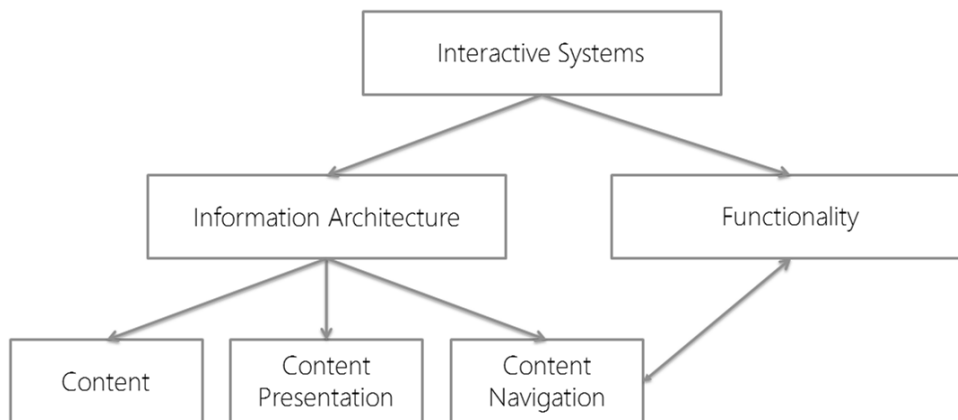 Interactive Systems
Information Architecture
Functionality
Content
Content
Presentation
Content
Navigation